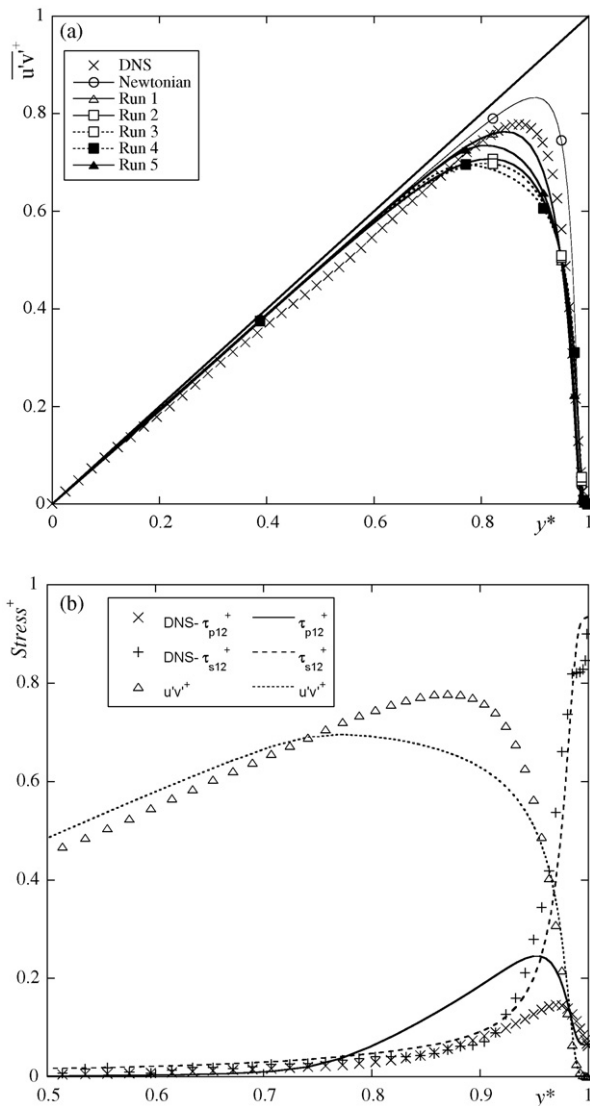 1
(a)
u'v'+
DNS
Newtonian
Run 1
Run 2
Run 3
Run 4
Run 5
0.8
0.6
0.4
0.2
0
0 0.2 0.4 0.6 0.8 1
y*
1
(b)
Stress+
DNS- τp12+ τp12+
DNS- τs12+ τs12+
u'v'+ u'v'+
0.8
0.6
0.4
0.2
0
0.5 0.6 0.7 0.8 0.9 1
y*